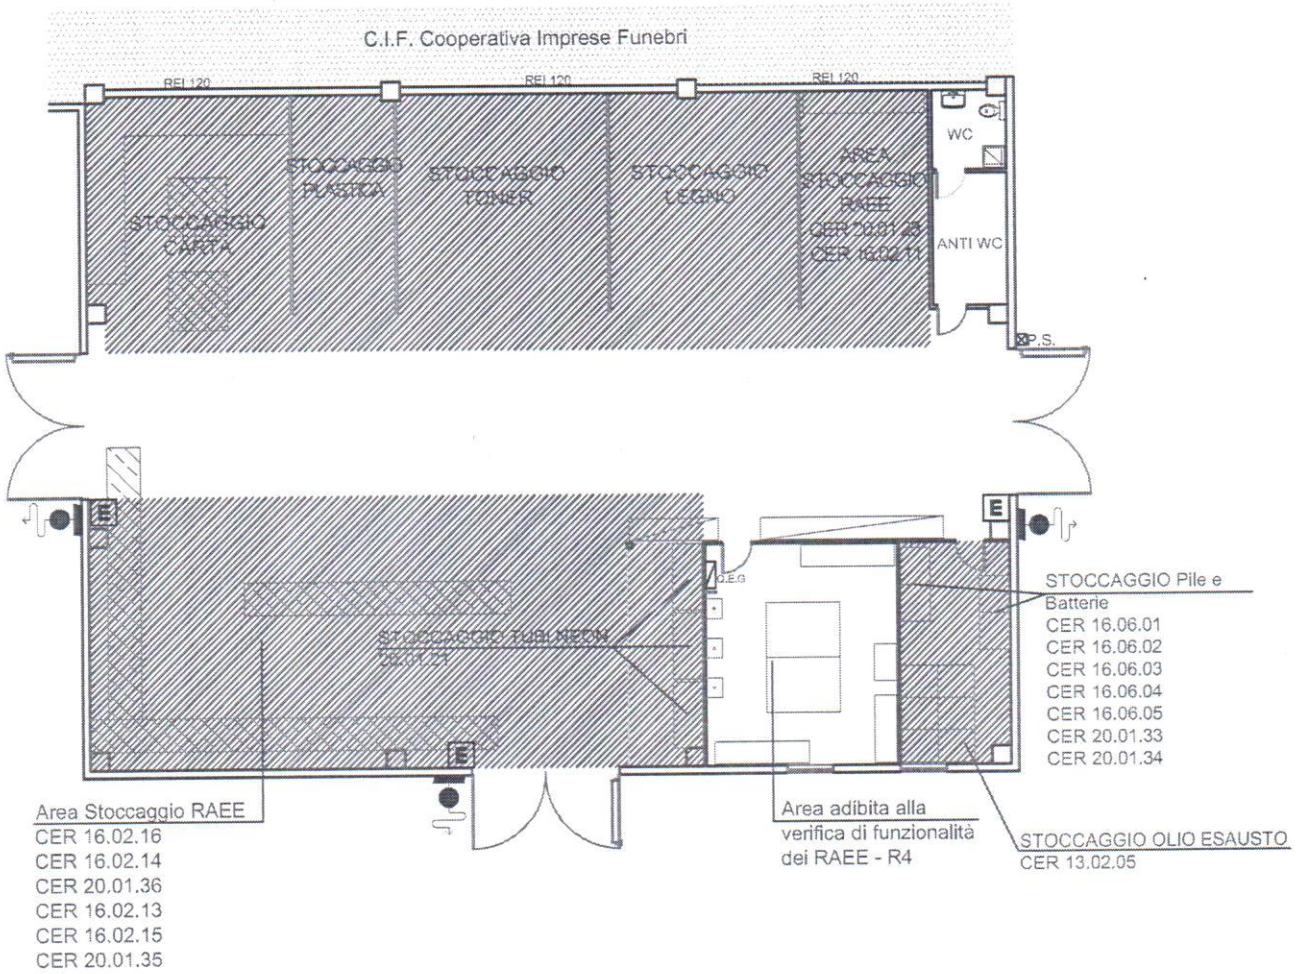 C.I.F. Cooperativa Imprese Funebri
REI 120
REI 120
REI 120
STOCCAGGIO
CARTA
STOCCAGGIO
PLASTICA
STOCCAGGIO
TONER
STOCCAGGIO
LEGNO
AREA
STOCCAGGIO
RAEE
CER 20.01.23
CER 16.02.11
WC
ANTI WC
P.S.
E
E
Q.E.G
STOCCAGGIO TUBI NEON
20.01.21
E
STOCCAGGIO Pile e
Batterie
CER 16.06.01
CER 16.06.02
CER 16.06.03
CER 16.06.04
CER 16.06.05
CER 20.01.33
CER 20.01.34
Area Stoccaggio RAEE
CER 16.02.16
CER 16.02.14
CER 20.01.36
CER 16.02.13
CER 16.02.15
CER 20.01.35
Area adibita alla
verifica di funzionalità
dei RAEE - R4
STOCCAGGIO OLIO ESAUSTO
CER 13.02.05